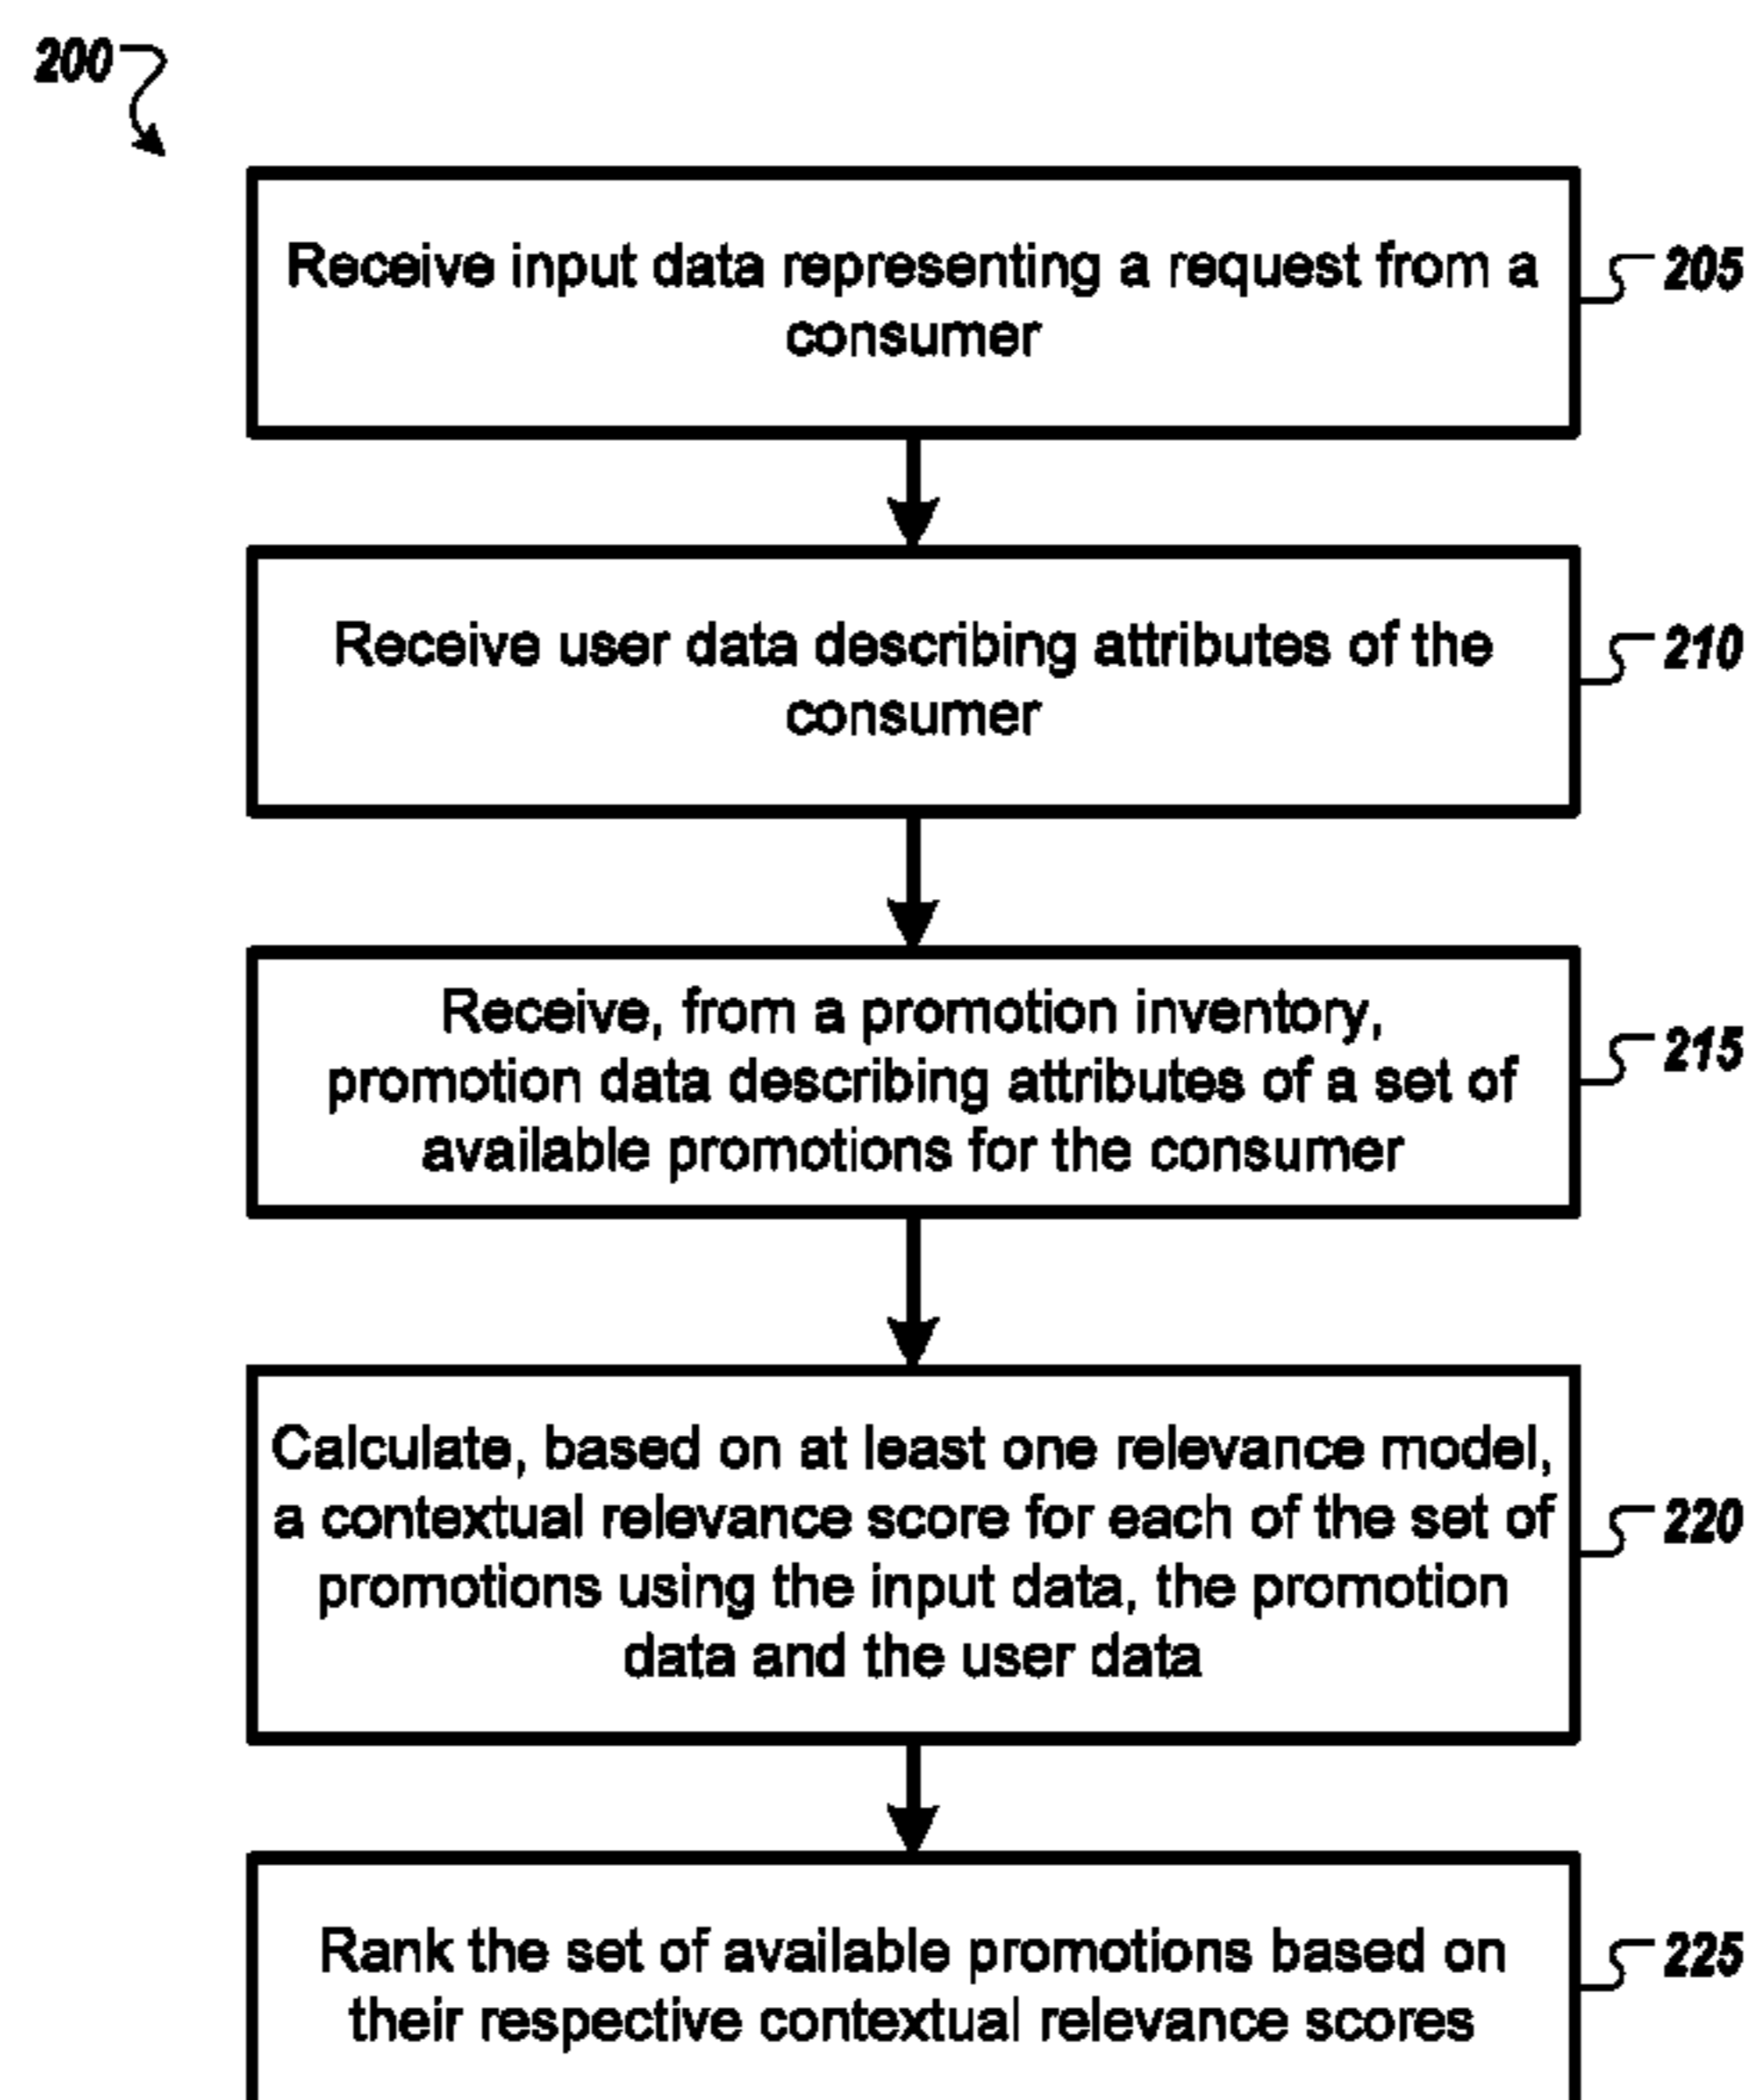 200
Receive input data representing a request from a
consumer
205
Receive user data describing attributes of the
consumer
210
Receive, from a promotion inventory,
promotion data describing attributes of a set of
available promotions for the consumer
215
Calculate, based on at least one relevance model,
a contextual relevance score for each of the set of
promotions using the input data, the promotion
data and the user data
220
Rank the set of available promotions based on
their respective contextual relevance scores
225